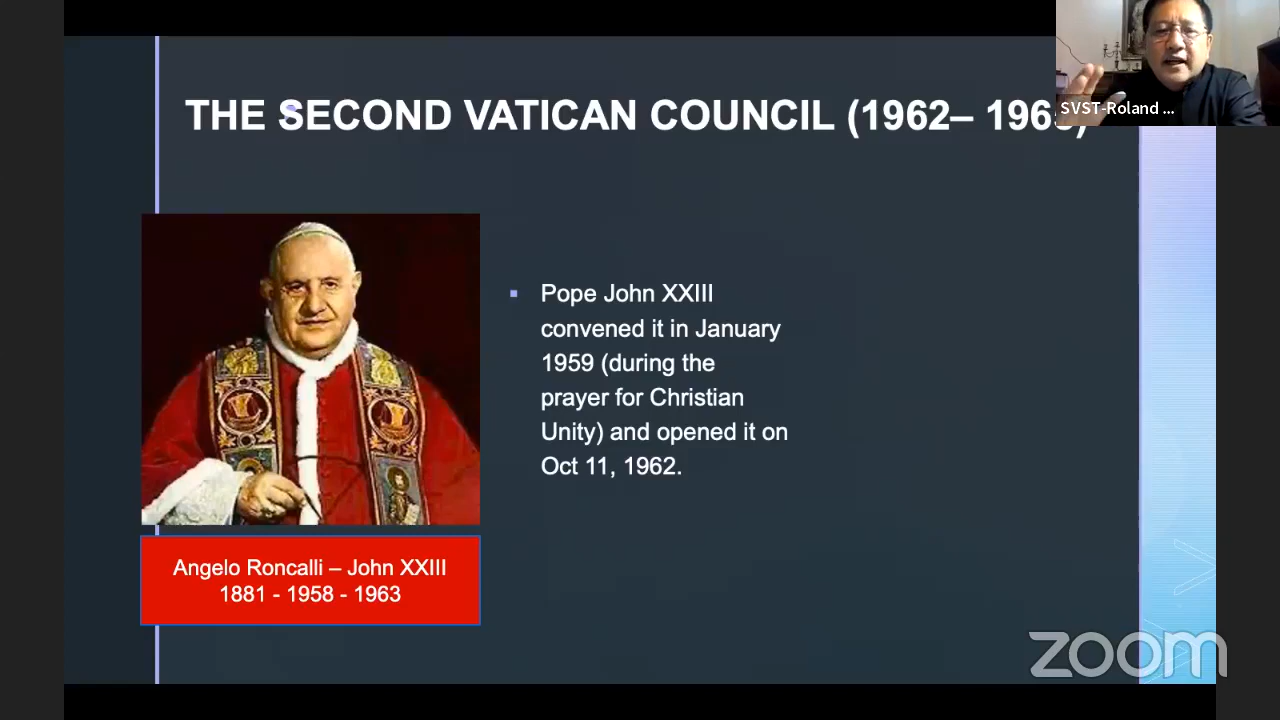 THE SECOND VATICAN COUNCIL (1962– 1965)
SVST-Roland ...
Pope John XXIII
convened it in January
1959 (during the
prayer for Christian
Unity) and opened it on
Oct 11, 1962.
Angelo Roncalli – John XXIII
1881 - 1958 - 1963
zoom